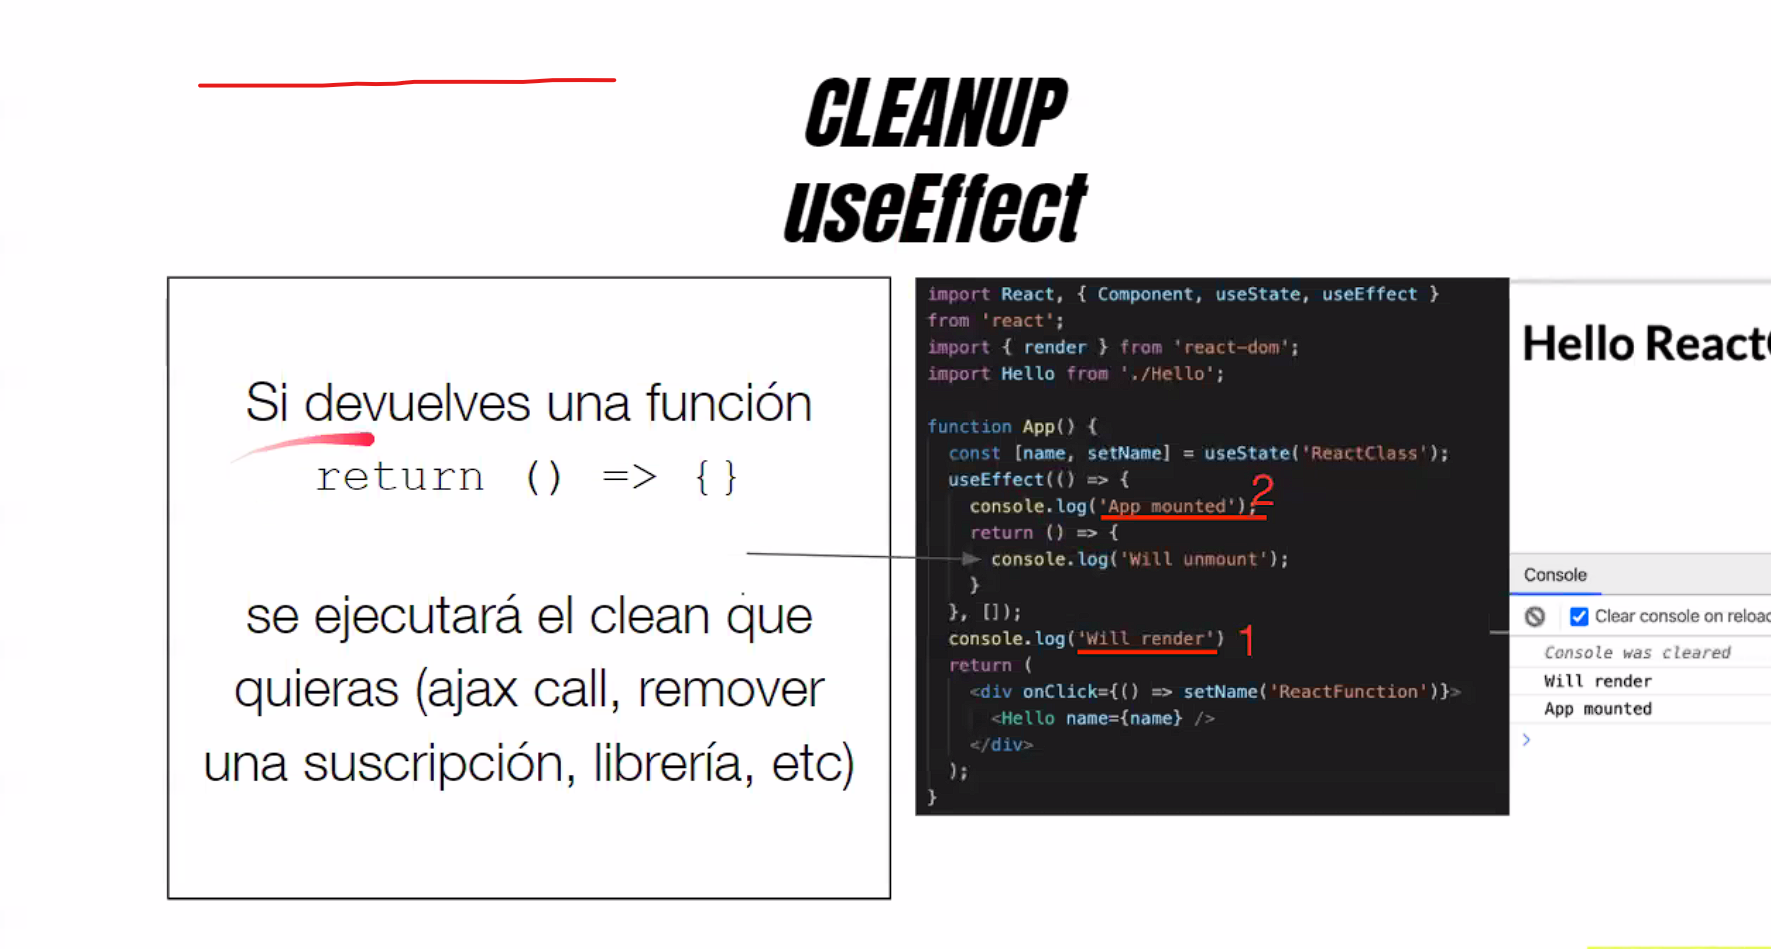 CLEANUP
useEffect
Si devuelves una función
return () => {}
se ejecutará el clean que
quieras (ajax call, remover
una suscripción, librería, etc)
import React, { Component, useState, useEffect }
from 'react';
import { render } from 'react-dom';
import Hello from './Hello';
function App() {
const [name, setName] = useState('ReactClass');
useEffect(() => {
console.log('App mounted'); 2
return () => {
console.log('Will unmount');
}
}, []);
console.log('Will render') 1
return (
<div onClick={() => setName('ReactFunction')}>
<Hello name={name} />
</div>
);
}
Hello React
Console
Clear console on reload
Console was cleared
Will render
App mounted
>